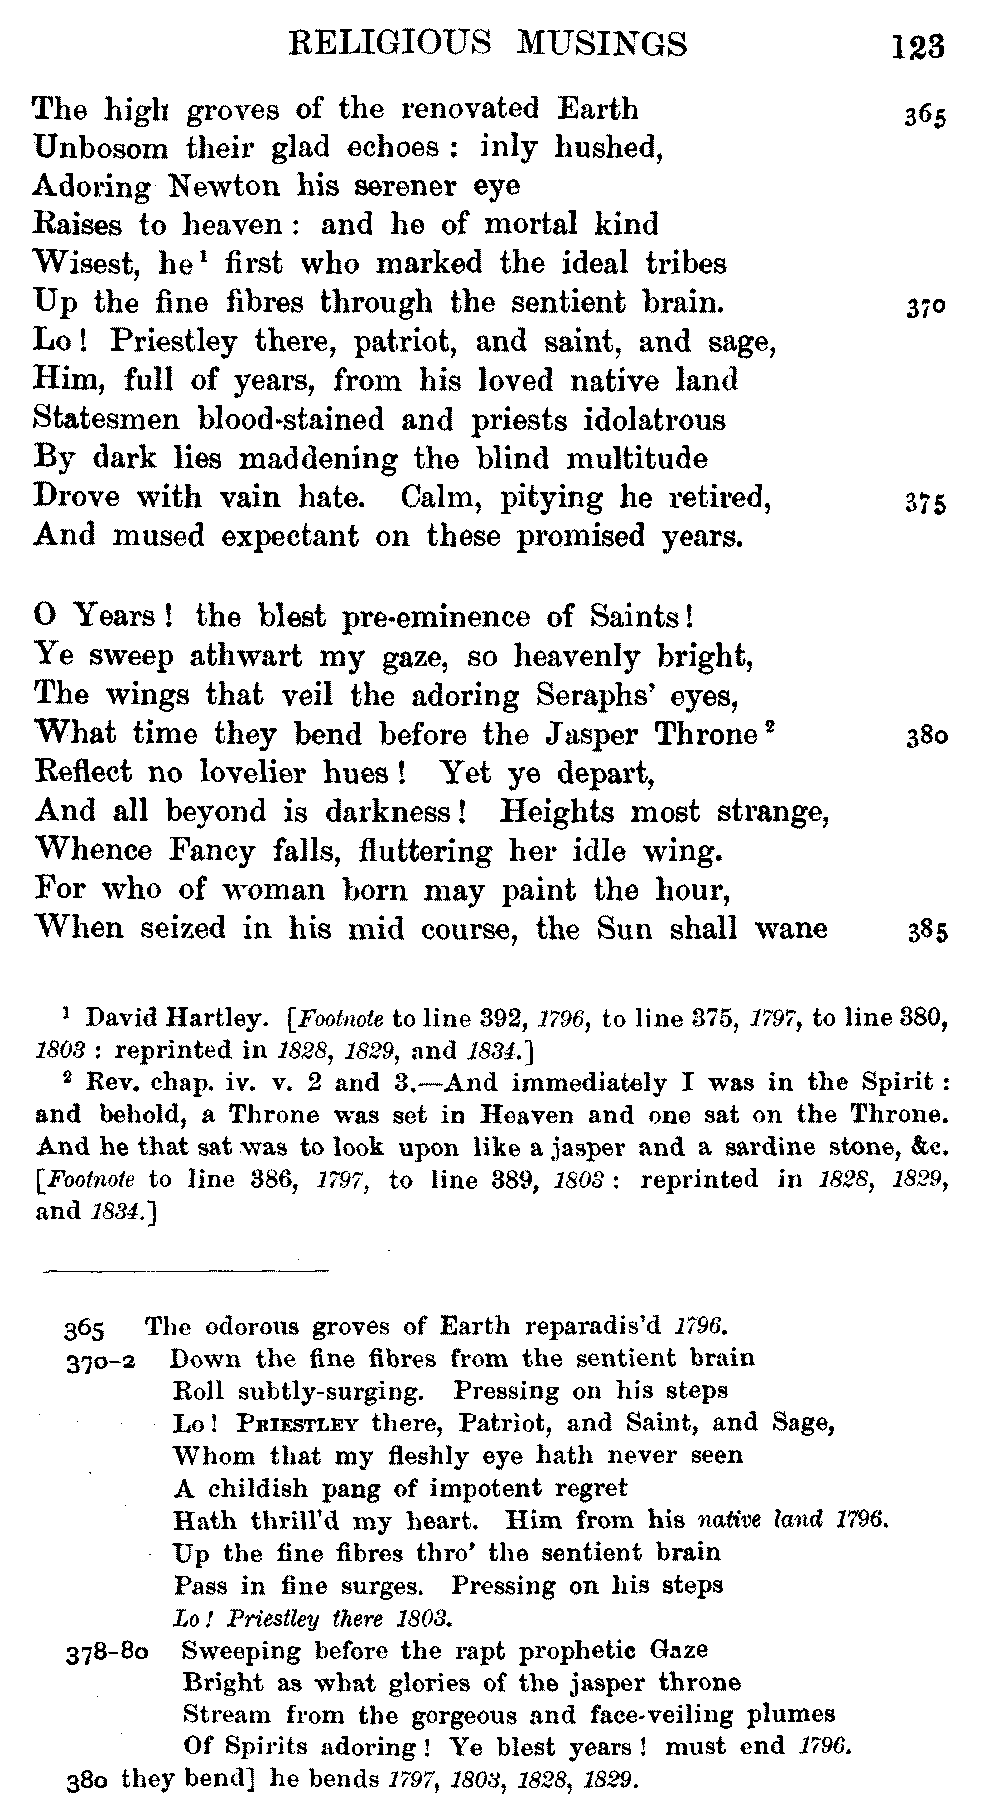 RELIGIOUS MUSINGS 123
The high groves of the renovated Earth 365
Unbosom their glad echoes : inly hushed,
Adoring Newton his serener eye
Raises to heaven : and he of mortal kind
Wisest, he¹ first who marked the ideal tribes
Up the fine fibres through the sentient brain. 370
Lo ! Priestley there, patriot, and saint, and sage,
Him, full of years, from his loved native land
Statesmen blood-stained and priests idolatrous
By dark lies maddening the blind multitude
Drove with vain hate. Calm, pitying he retired, 375
And mused expectant on these promised years.
O Years ! the blest pre-eminence of Saints !
Ye sweep athwart my gaze, so heavenly bright,
The wings that veil the adoring Seraphs' eyes,
What time they bend before the Jasper Throne² 380
Reflect no lovelier hues ! Yet ye depart,
And all beyond is darkness ! Heights most strange,
Whence Fancy falls, fluttering her idle wing.
For who of woman born may paint the hour,
When seized in his mid course, the Sun shall wane 385
¹ David Hartley. [Footnote to line 392, 1796, to line 375, 1797, to line 380,
1803 : reprinted in 1828, 1829, and 1834.]
² Rev. chap. iv. v. 2 and 3.—And immediately I was in the Spirit :
and behold, a Throne was set in Heaven and one sat on the Throne.
And he that sat was to look upon like a jasper and a sardine stone, &c.
[Footnote to line 386, 1797, to line 389, 1803 : reprinted in 1828, 1829,
and 1834.]
365 The odorous groves of Earth reparadis'd 1796.
370-2 Down the fine fibres from the sentient brain
Roll subtly-surging. Pressing on his steps
Lo ! PRIESTLEY there, Patriot, and Saint, and Sage,
Whom that my fleshly eye hath never seen
A childish pang of impotent regret
Hath thrill'd my heart. Him from his native land 1796.
Up the fine fibres thro' the sentient brain
Pass in fine surges. Pressing on his steps
Lo ! Priestley there 1803.
378-80 Sweeping before the rapt prophetic Gaze
Bright as what glories of the jasper throne
Stream from the gorgeous and face-veiling plumes
Of Spirits adoring ! Ye blest years ! must end 1796.
380 they bend] he bends 1797, 1803, 1828, 1829.